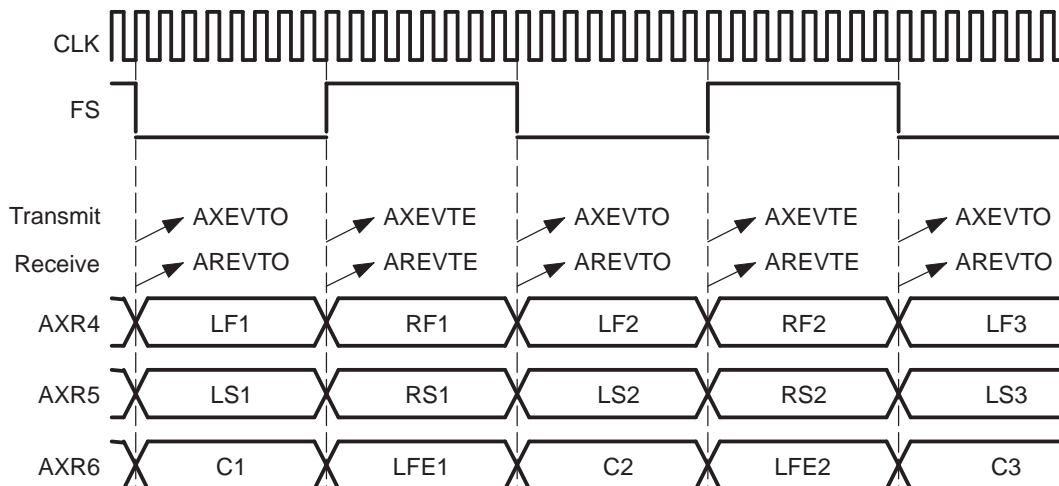 CLK
FS
Transmit AXEVTO AXEVTE AXEVTO AXEVTE AXEVTO
Receive AREVTO AREVTE AREVTO AREVTE AREVTO
AXR4 LF1 RF1 LF2 RF2 LF3
AXR5 LS1 RS1 LS2 RS2 LS3
AXR6 C1 LFE1 C2 LFE2 C3